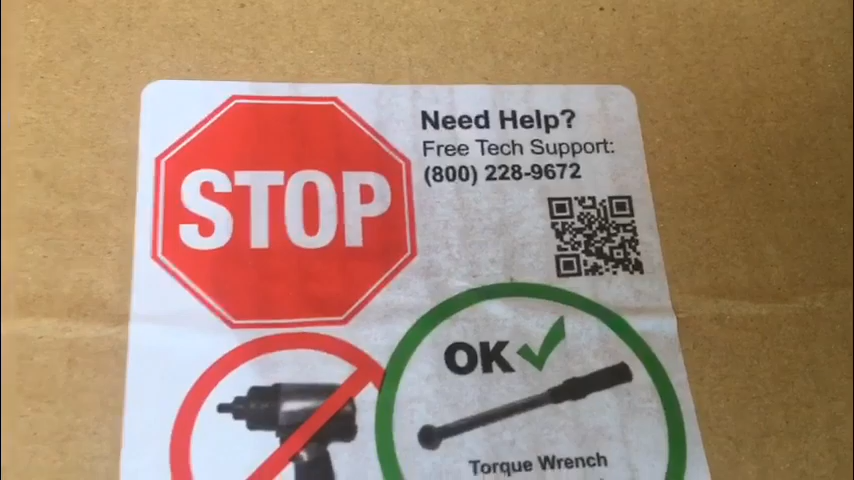 STOP
Need Help?
Free Tech Support:
(800) 228-9672
OK
Torque Wrench